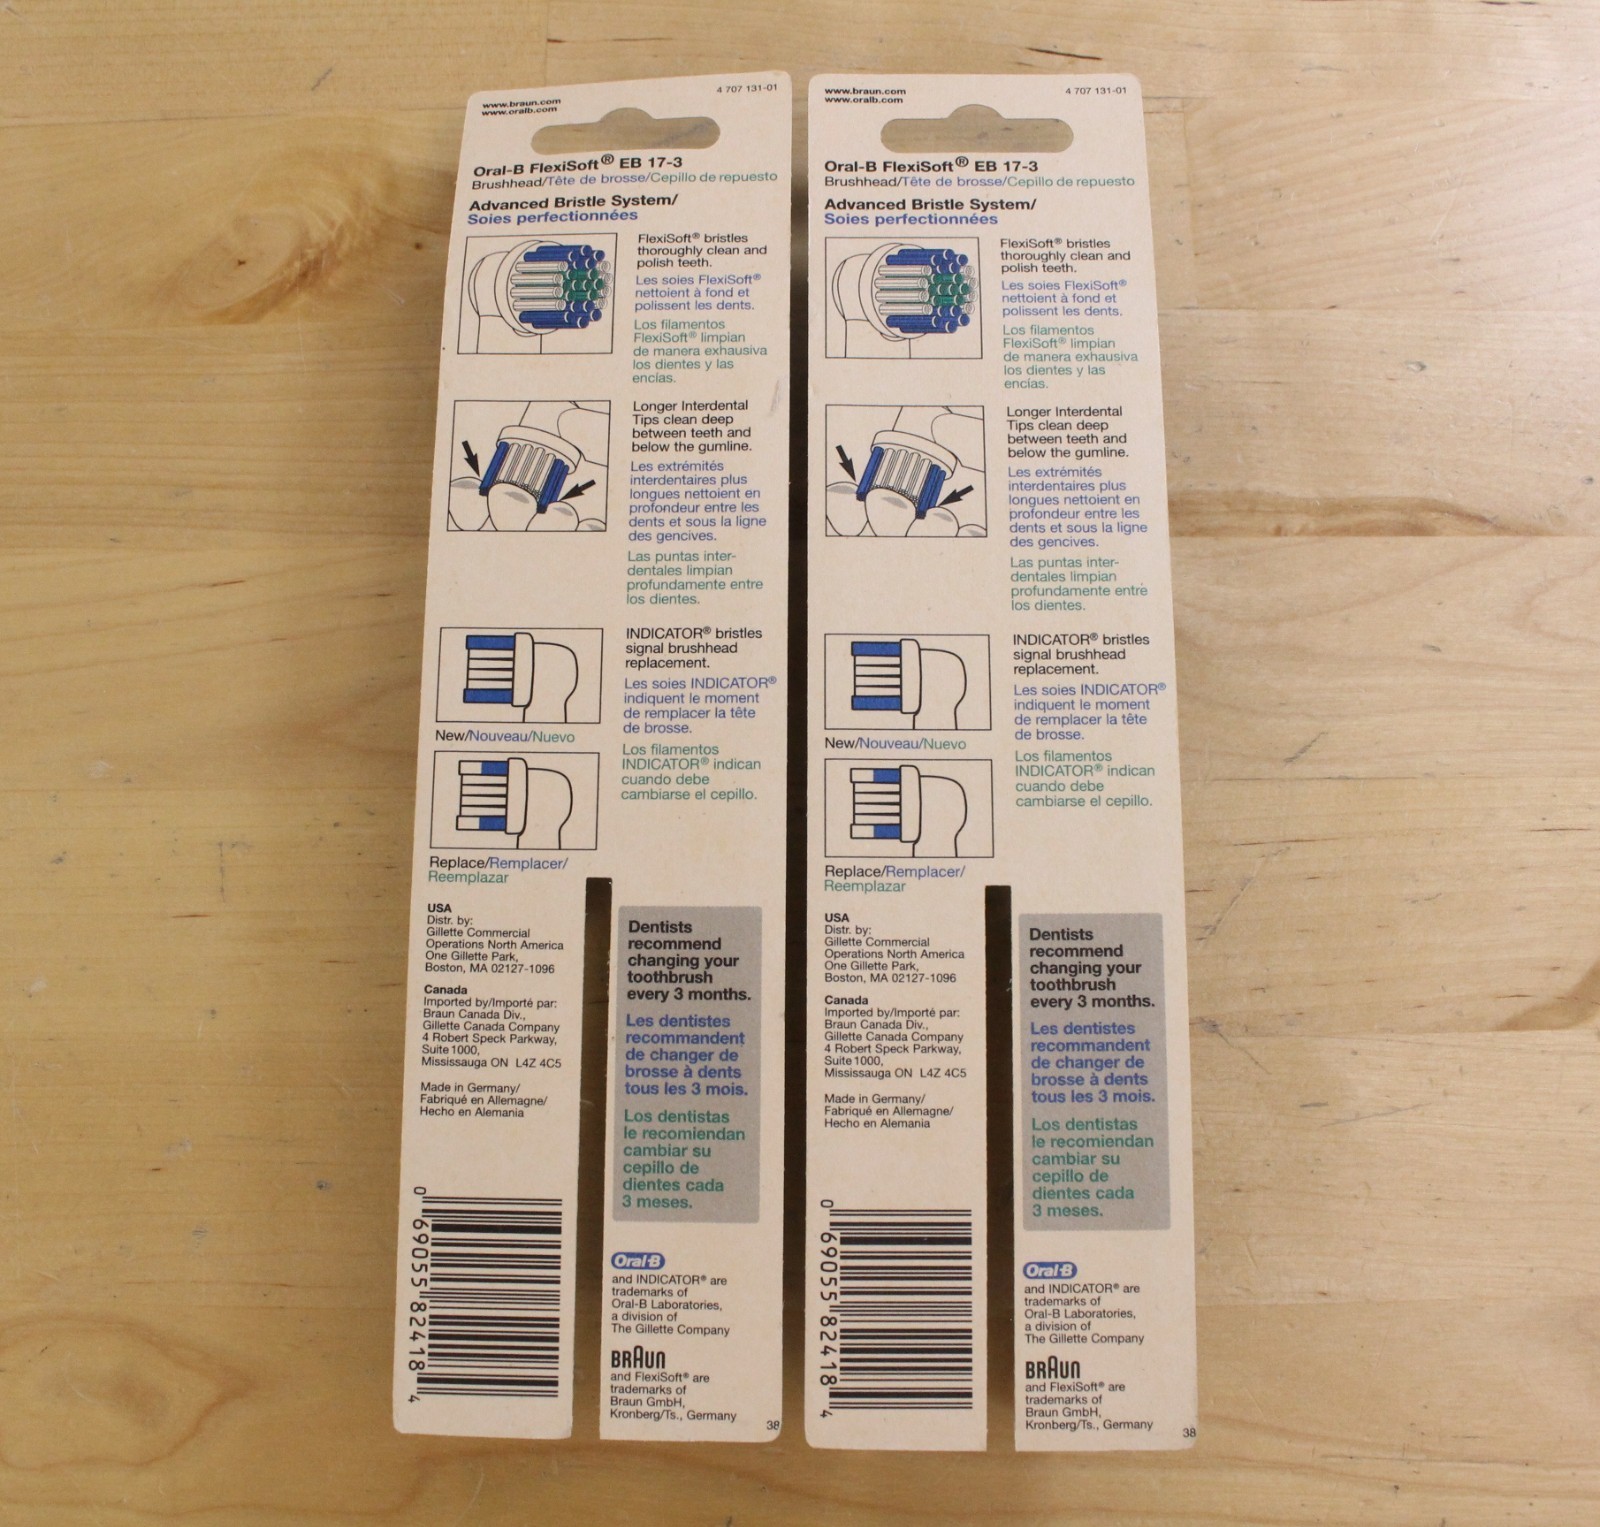 www.braun.com
www.oralb.com
4 707 131-01
Oral-B FlexiSoft® EB 17-3
Brushhead/Tête de brosse/Cepillo de repuesto
Advanced Bristle System/
Soies perfectionnées
FlexiSoft® bristles
thoroughly clean and
polish teeth.
Les soies FlexiSoft®
nettoient à fond et
polissent les dents.
Los filamentos
FlexiSoft® limpian
de manera exhausiva
los dientes y las
encías.
Longer Interdental
Tips clean deep
between teeth and
below the gumline.
Les extrémités
interdentaires plus
longues nettoient en
profondeur entre les
dents et sous la ligne
des gencives.
Las puntas inter-
dentales limpian
profundamente entre
los dientes.
INDICATOR® bristles
signal brushhead
replacement.
Les soies INDICATOR®
indiquent le moment
de remplacer la tête
de brosse.
Los filamentos
INDICATOR® indican
cuando debe
cambiarse el cepillo.
New/Nouveau/Nuevo
Replace/Remplacer/
Reemplazar
USA
Distr. by:
Gillette Commercial
Operations North America
One Gillette Park,
Boston, MA 02127-1096
Canada
Imported by/Importé par:
Braun Canada Div.,
Gillette Canada Company
4 Robert Speck Parkway,
Suite 1000,
Mississauga ON L4Z 4C5
Made in Germany/
Fabriqué en Allemagne/
Hecho en Alemania
0 69055 82418 4
Dentists
recommend
changing your
toothbrush
every 3 months.
Les dentistes
recommandent
de changer de
brosse à dents
tous les 3 mois.
Los dentistas
le recomiendan
cambiar su
cepillo de
dientes cada
3 meses.
Oral-B
and INDICATOR® are
trademarks of
Oral-B Laboratories,
a division of
The Gillette Company
BRAUN
and FlexiSoft® are
trademarks of
Braun GmbH,
Kronberg/Ts., Germany
38
www.braun.com
www.oralb.com
4 707 131-01
Oral-B FlexiSoft® EB 17-3
Brushhead/Tête de brosse/Cepillo de repuesto
Advanced Bristle System/
Soies perfectionnées
FlexiSoft® bristles
thoroughly clean and
polish teeth.
Les soies FlexiSoft®
nettoient à fond et
polissent les dents.
Los filamentos
FlexiSoft® limpian
de manera exhausiva
los dientes y las
encías.
Longer Interdental
Tips clean deep
between teeth and
below the gumline.
Les extrémités
interdentaires plus
longues nettoient en
profondeur entre les
dents et sous la ligne
des gencives.
Las puntas inter-
dentales limpian
profundamente entre
los dientes.
INDICATOR® bristles
signal brushhead
replacement.
Les soies INDICATOR®
indiquent le moment
de remplacer la tête
de brosse.
Los filamentos
INDICATOR® indican
cuando debe
cambiarse el cepillo.
New/Nouveau/Nuevo
Replace/Remplacer/
Reemplazar
USA
Distr. by:
Gillette Commercial
Operations North America
One Gillette Park,
Boston, MA 02127-1096
Canada
Imported by/Importé par:
Braun Canada Div.,
Gillette Canada Company
4 Robert Speck Parkway,
Suite 1000,
Mississauga ON L4Z 4C5
Made in Germany/
Fabriqué en Allemagne/
Hecho en Alemania
0 69055 82418 4
Dentists
recommend
changing your
toothbrush
every 3 months.
Les dentistes
recommandent
de changer de
brosse à dents
tous les 3 mois.
Los dentistas
le recomiendan
cambiar su
cepillo de
dientes cada
3 meses.
Oral-B
and INDICATOR® are
trademarks of
Oral-B Laboratories,
a division of
The Gillette Company
BRAUN
and FlexiSoft® are
trademarks of
Braun GmbH,
Kronberg/Ts., Germany
38